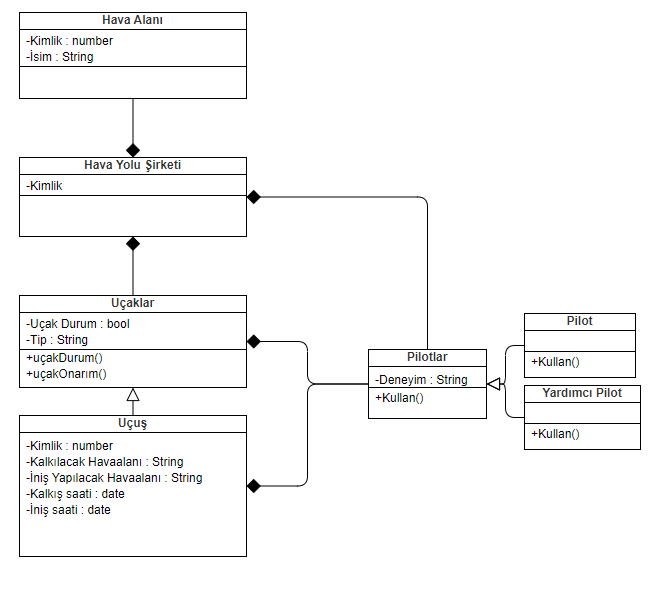 Hava Alanı
-Kimlik : number
-İsim : String
Hava Yolu Şirketi
-Kimlik
Uçaklar
-Uçak Durum : bool
-Tip : String
+uçakDurum()
+uçakOnarım()
Uçuş
-Kimlik : number
-Kalkılacak Havaalanı : String
-İniş Yapılacak Havaalanı : String
-Kalkış saati : date
-İniş saati : date
Pilotlar
-Deneyim : String
+Kullan()
Pilot
+Kullan()
Yardımcı Pilot
+Kullan()